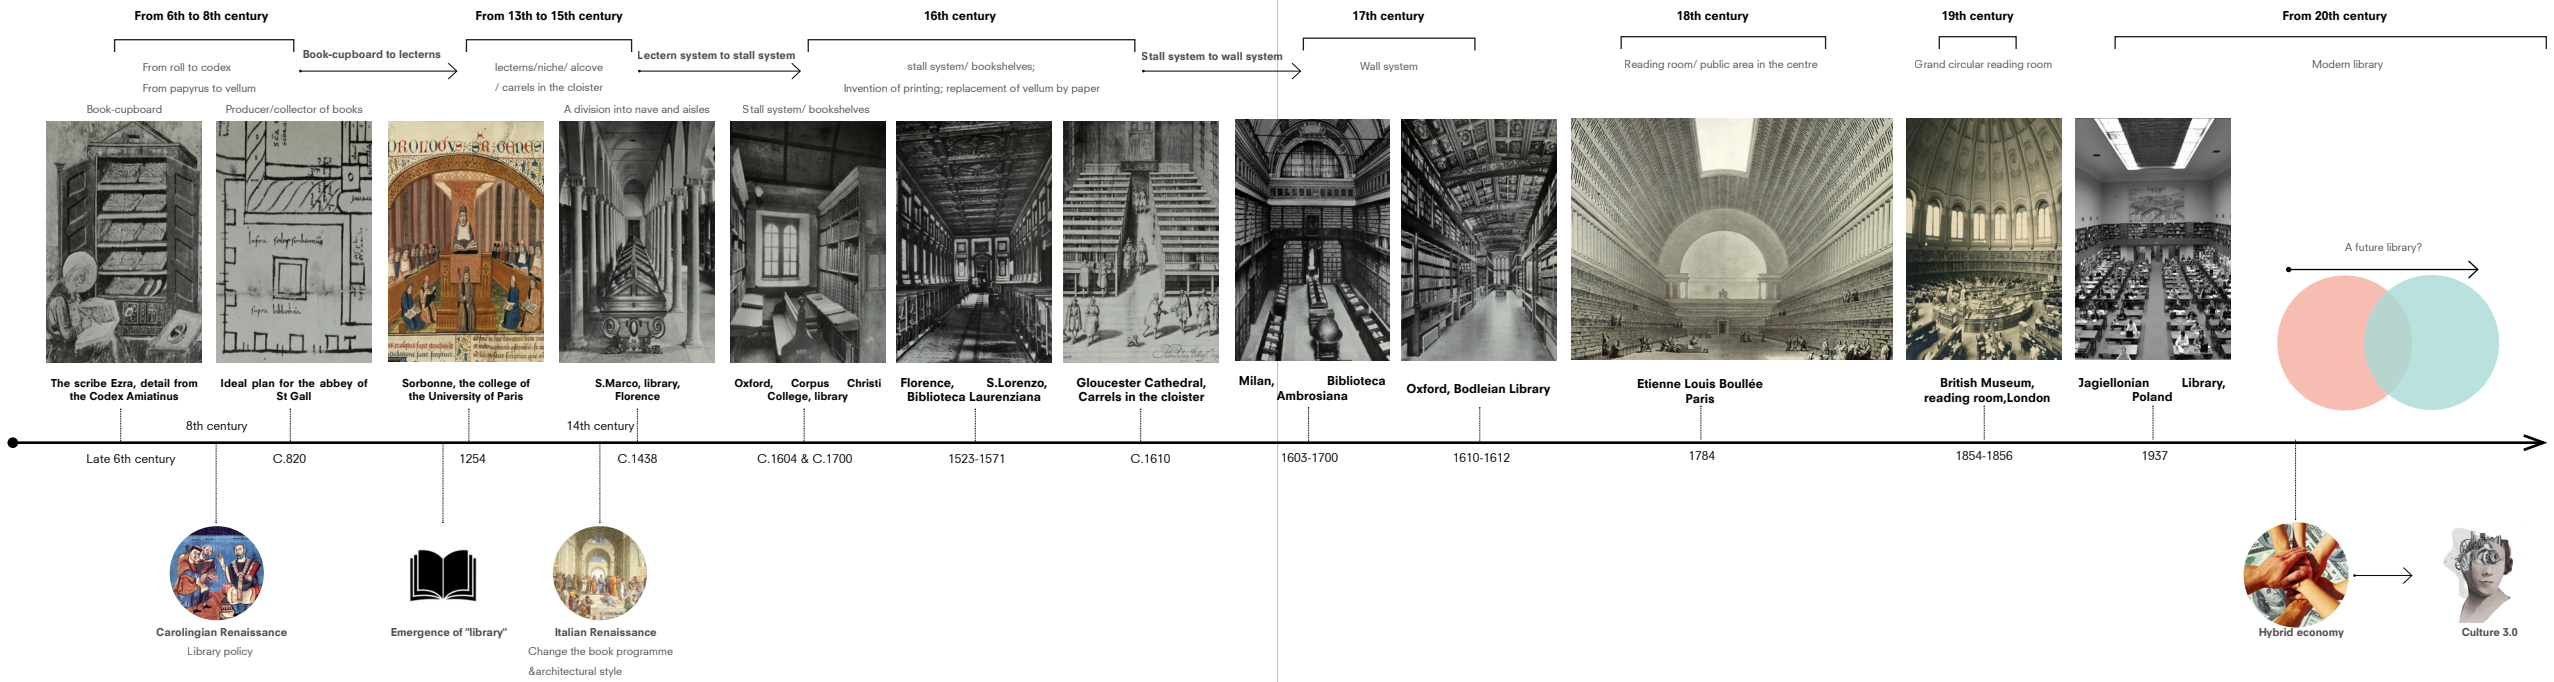 From 6th to 8th century
From 13th to 15th century
16th century
17th century
18th century
19th century
From 20th century
Book-cupboard to lecterns
Lectern system to stall system
Stall system to wall system
From roll to codex
From papyrus to vellum
lecterns/niche/ alcove
/ carrels in the cloister
stall system/ bookshelves;
Invention of printing; replacement of vellum by paper
Wall system
Reading room/ public area in the centre
Grand circular reading room
Modern library
Book-cupboard
Producer/collector of books
A division into nave and aisles
Stall system/ bookshelves
A future library?
The scribe Ezra, detail from
the Codex Amiatinus
Ideal plan for the abbey of
St Gall
Sorbonne, the college of
the University of Paris
S.Marco, library,
Florence
Oxford, Corpus Christi
College, library
Florence, S.Lorenzo,
Biblioteca Laurenziana
Gloucester Cathedral,
Carrels in the cloister
Milan, Biblioteca
Ambrosiana
Oxford, Bodleian Library
Etienne Louis Boullée
Paris
British Museum,
reading room,London
Jagiellonian Library,
Poland
8th century
14th century
Late 6th century
C.820
1254
C.1438
C.1604 & C.1700
1523-1571
C.1610
1603-1700
1610-1612
1784
1854-1856
1937
Carolingian Renaissance
Library policy
Emergence of "library"
Italian Renaissance
Change the book programme
&architectural style
Hybrid economy
Culture 3.0